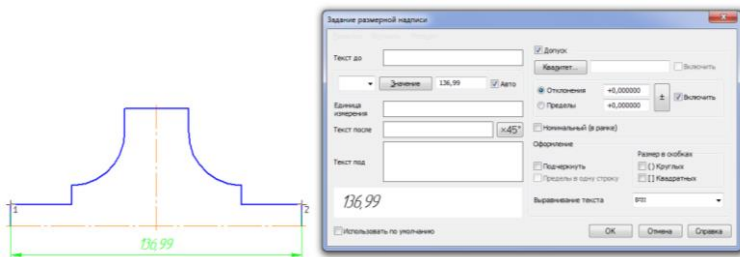 1
2
136,99
Задание размерной надписи
Текст до
Значение
136,99
Авто
Единица
измерения
Текст после
×45°
Текст под
136,99
Использовать по умолчанию
Допуск
Квалитет...
Включить
Отклонения
+0,000000
±
Включить
Пределы
+0,000000
Номинальный (в рамке)
Оформление
Подчеркнуть
Пределы в одну строку
Размер в скобках
() Круглых
[] Квадратных
Выравнивание текста
ОК
Отмена
Справка